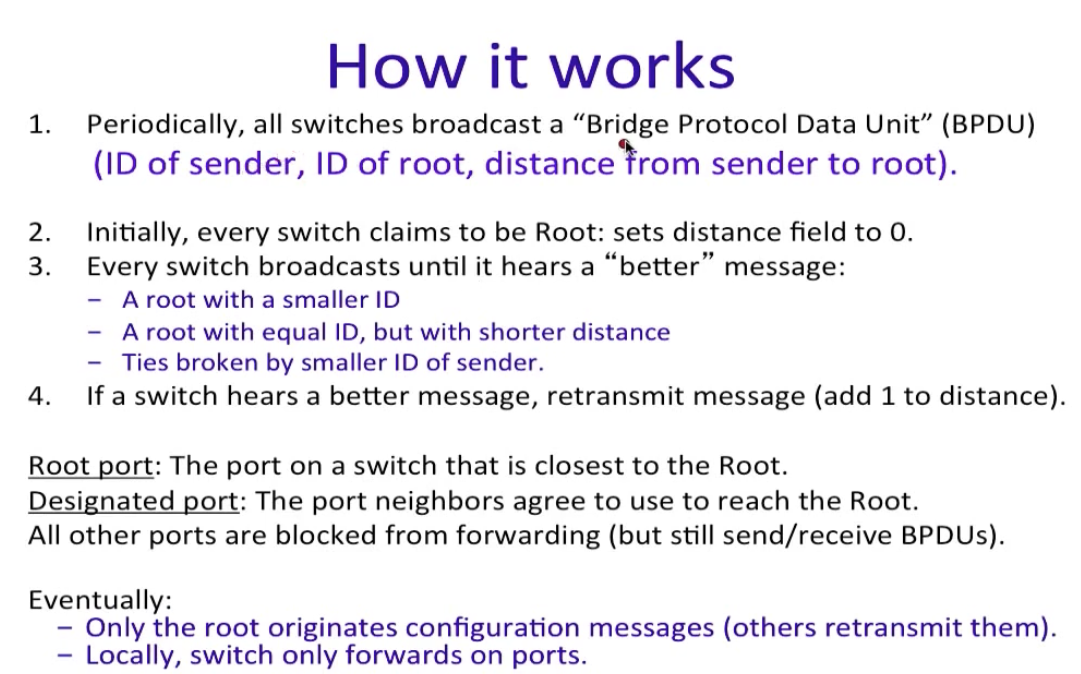 How it works
1. Periodically, all switches broadcast a “Bridge Protocol Data Unit” (BPDU)
(ID of sender, ID of root, distance from sender to root).
2. Initially, every switch claims to be Root: sets distance field to 0.
3. Every switch broadcasts until it hears a “better” message:
– A root with a smaller ID
– A root with equal ID, but with shorter distance
– Ties broken by smaller ID of sender.
4. If a switch hears a better message, retransmit message (add 1 to distance).
Root port: The port on a switch that is closest to the Root.
Designated port: The port neighbors agree to use to reach the Root.
All other ports are blocked from forwarding (but still send/receive BPDUs).
Eventually:
– Only the root originates configuration messages (others retransmit them).
– Locally, switch only forwards on ports.